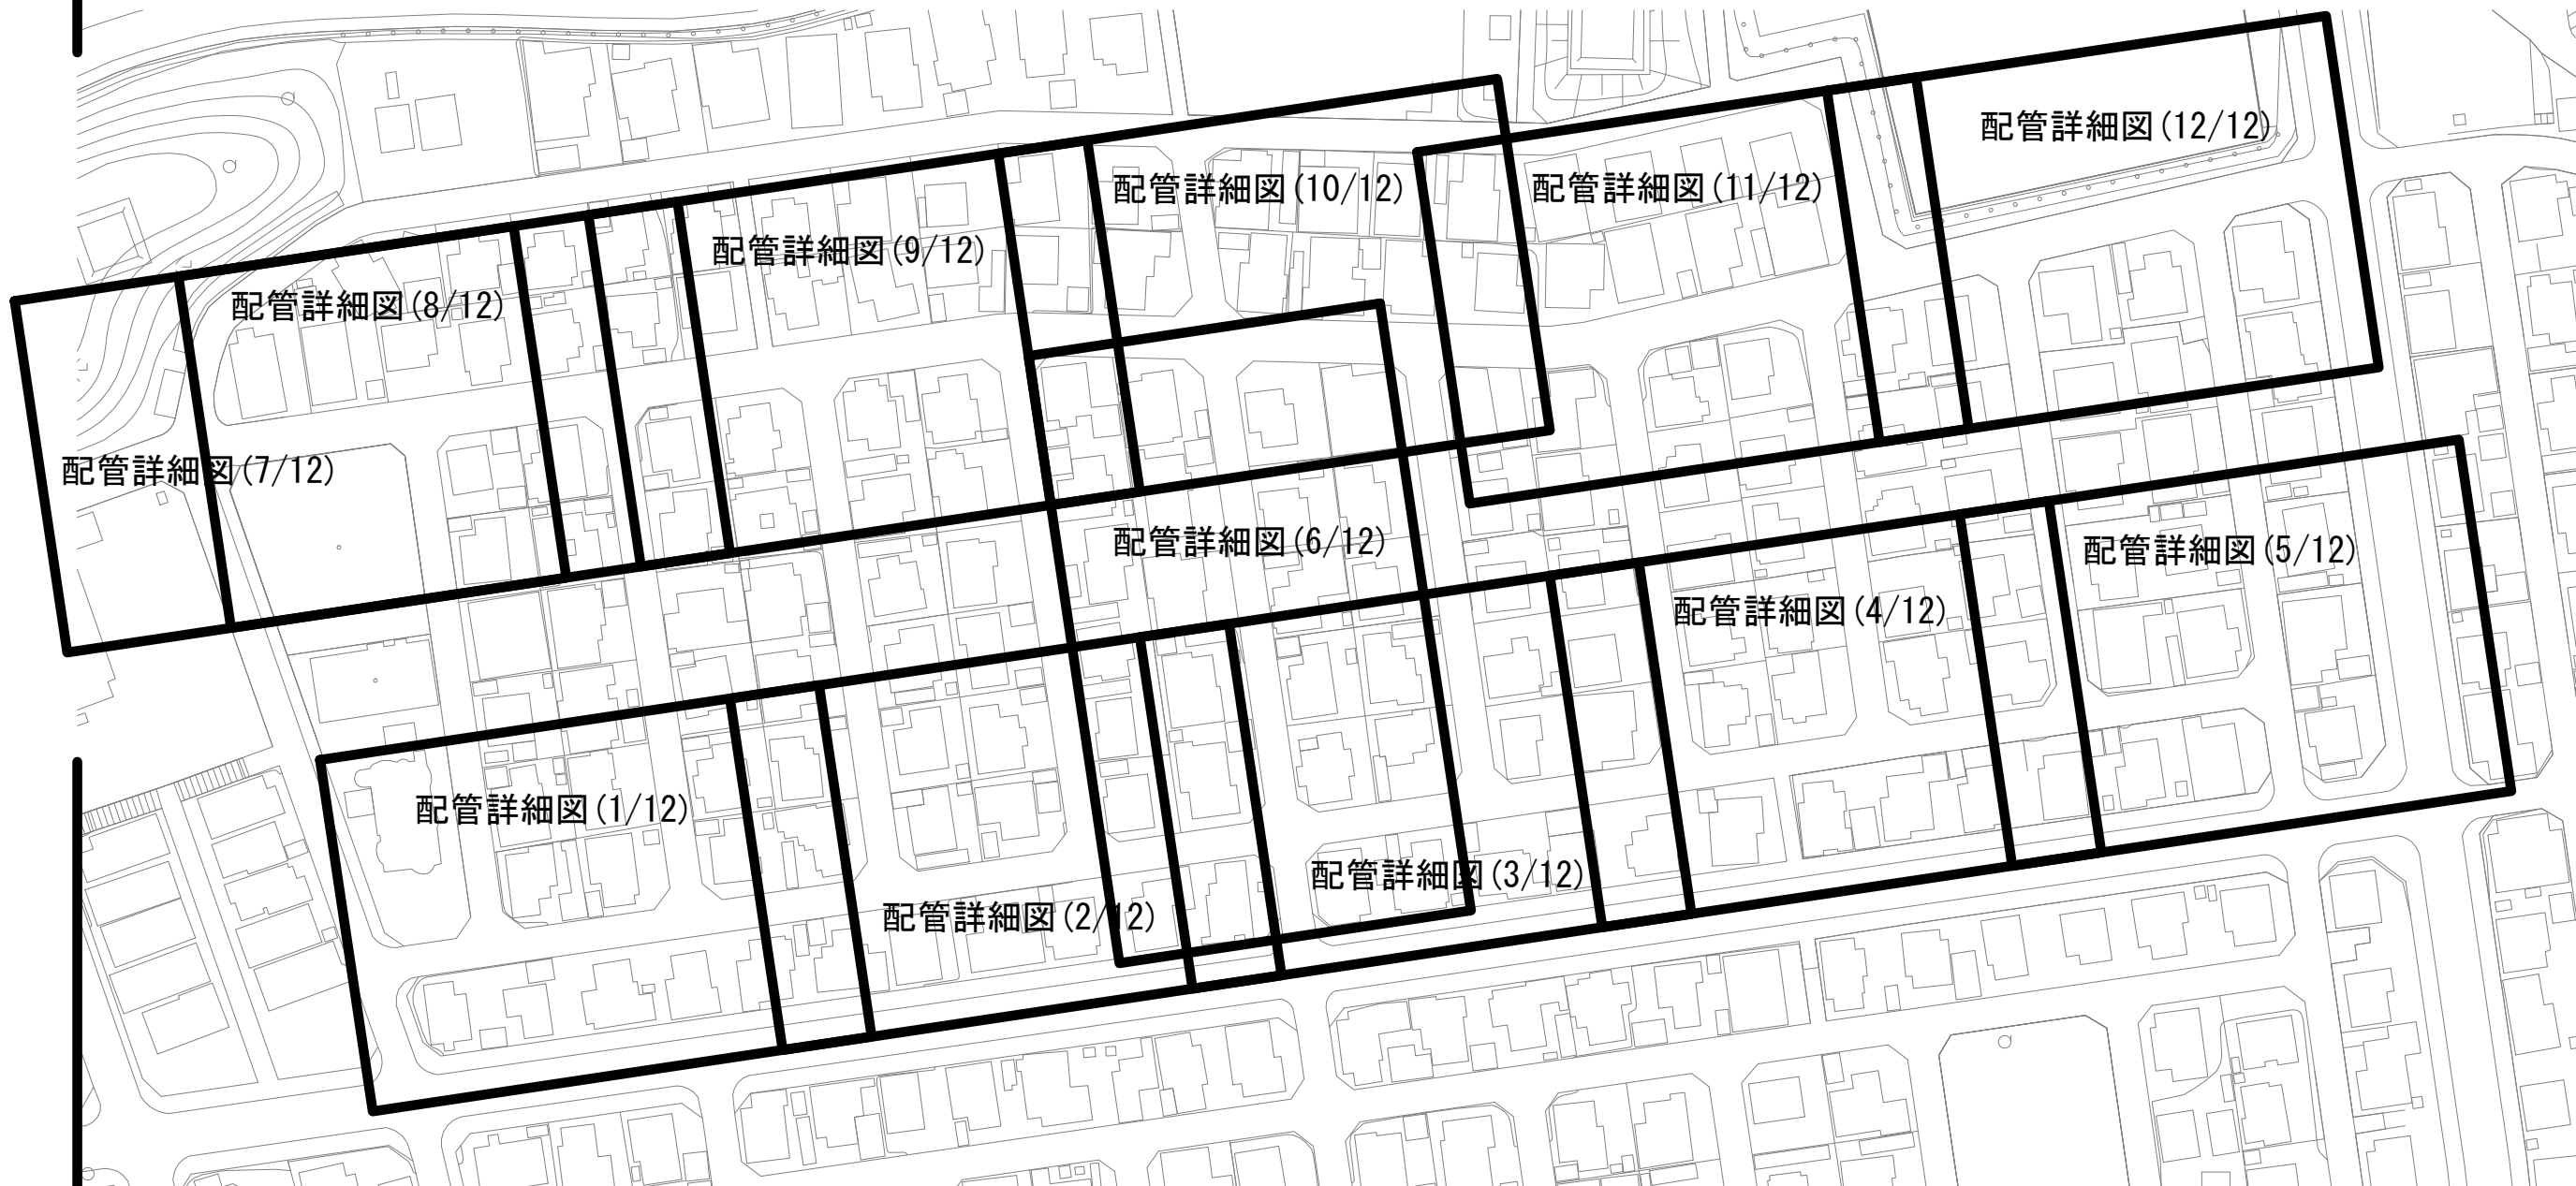 配管詳細図(12/12)
配管詳細図(10/12)
配管詳細図(11/12)
配管詳細図(9/12)
配管詳細図(8/12)
配管詳細図(7/12)
配管詳細図(6/12)
配管詳細図(5/12)
配管詳細図(4/12)
配管詳細図(1/12)
配管詳細図(3/12)
配管詳細図(2/12)